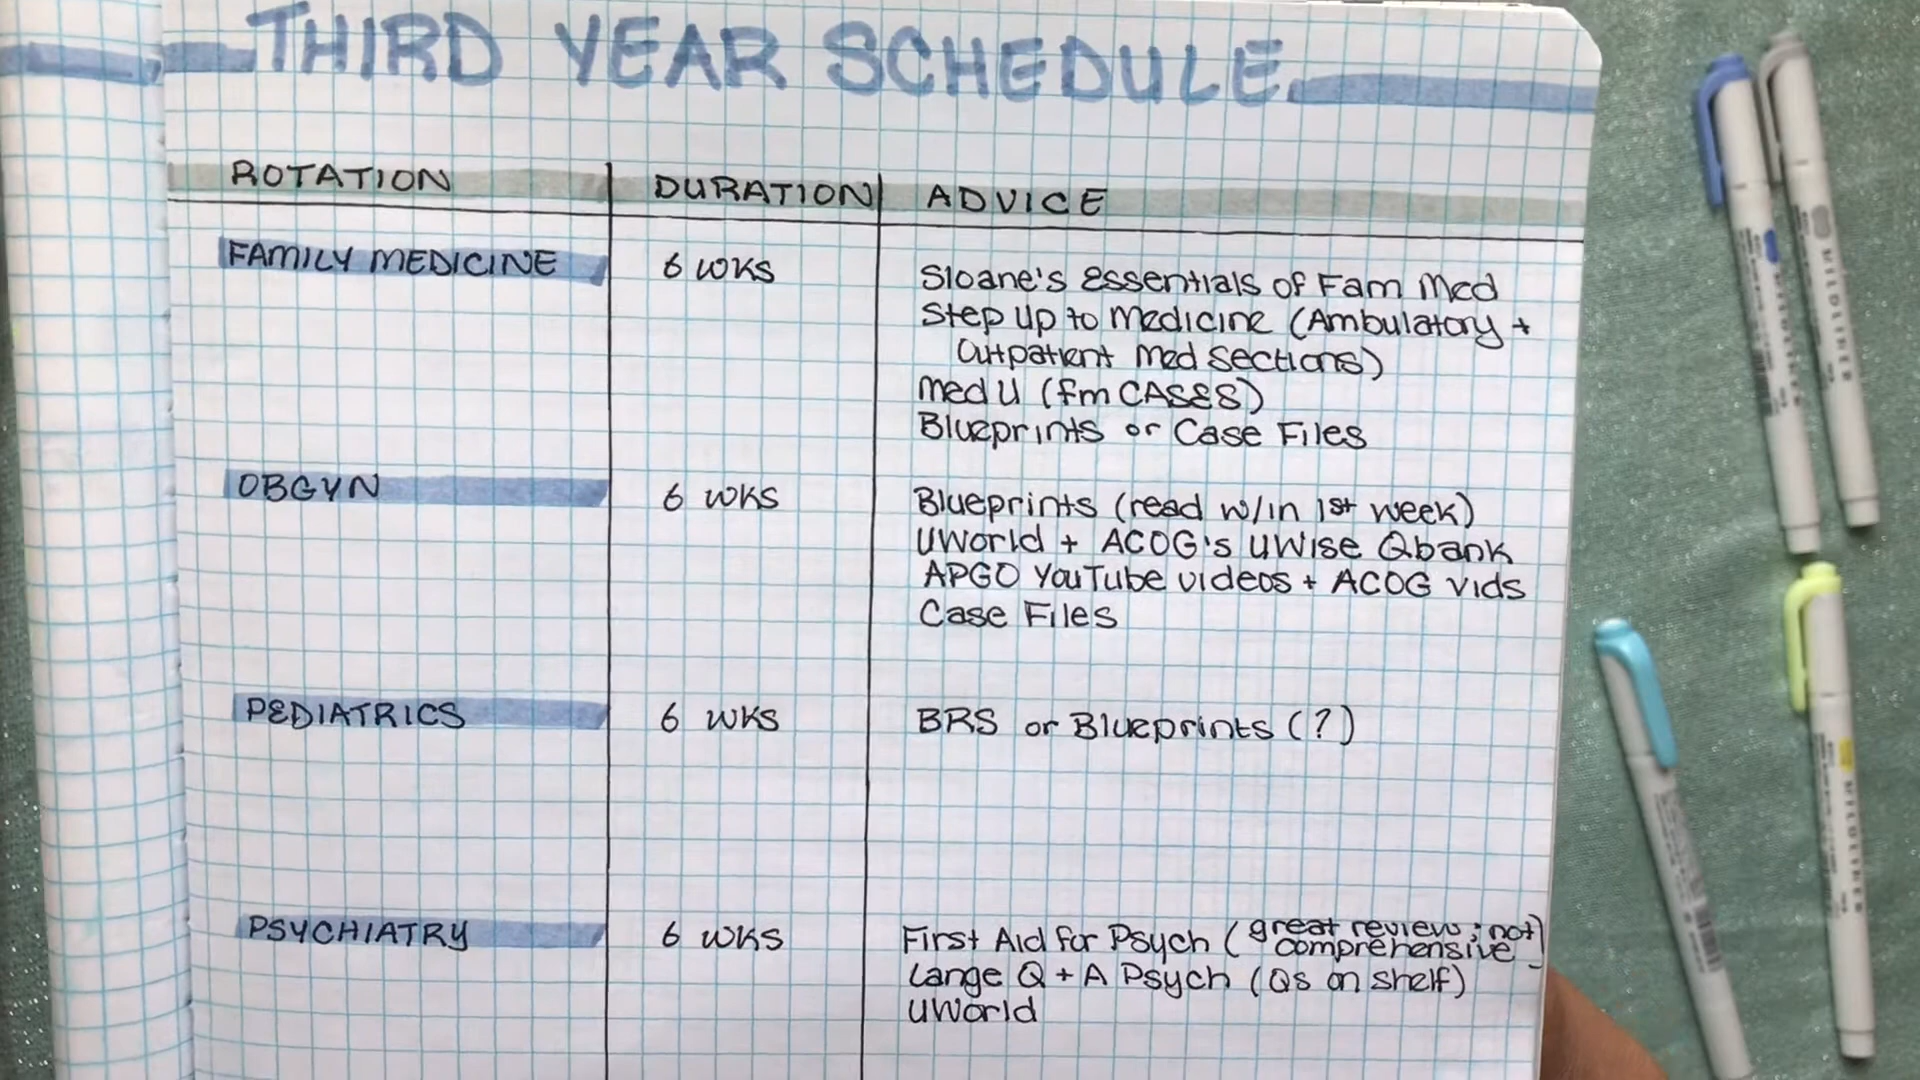 THIRD YEAR SCHEDULE
ROTATION DURATION ADVICE
FAMILY MEDICINE 6 WKS Sloane's Essentials of Fam Med
Step Up to Medicine (Ambulatory +
Outpatient Med Sections)
Med U (fm CASES)
Blueprints or Case Files
OBGYN 6 WKS Blueprints (read w/in 1st week)
UWorld + ACOG's UWise Qbank
APGO YouTube videos + ACOG vids
Case Files
PEDIATRICS 6 WKS BRS or Blueprints (?)
PSYCHIATRY 6 WKS First Aid for Psych (great review; not
comprehensive)
Lange Q + A Psych (Qs on shelf)
UWorld
MILDLINER
MILDLINER
MILDLINER